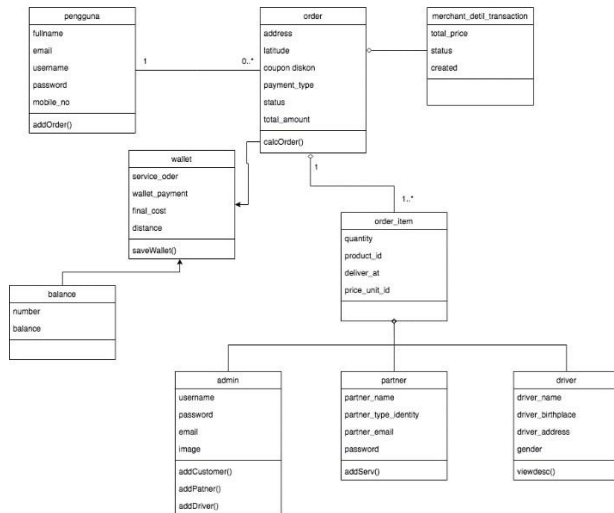 pengguna
fullname
email
username
password
mobile_no
addOrder()
1
0..*
order
address
latitude
coupon diskon
payment_type
status
total_amount
calcOrder()
merchant_detil_transaction
total_price
status
created
wallet
service_oder
wallet_payment
final_cost
distance
saveWallet()
1
1..*
order_item
quantity
product_id
deliver_at
price_unit_id
balance
number
balance
admin
username
password
email
image
addCustomer()
addPatner()
addDriver()
partner
partner_name
partner_type_identity
partner_email
password
addServ()
driver
driver_name
driver_birthplace
driver_address
gender
viewdesc()